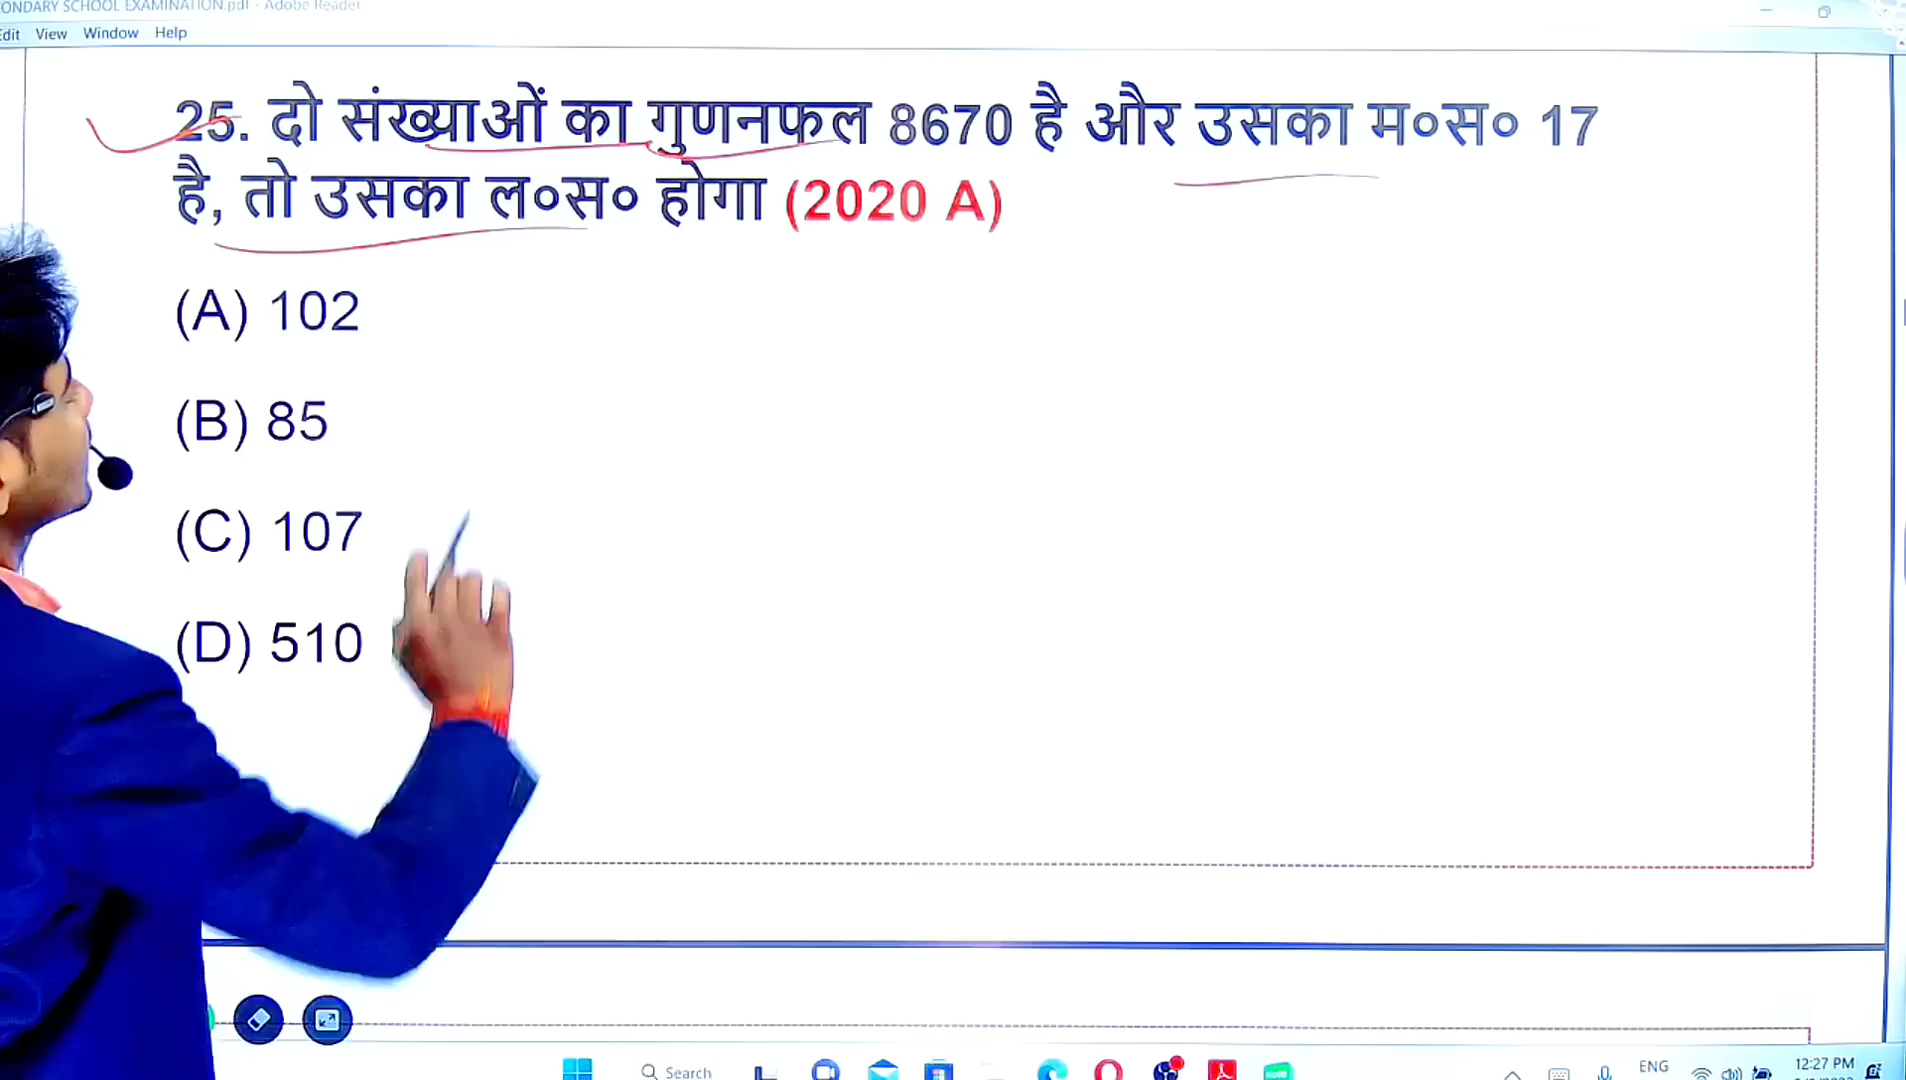 ONDARY SCHOOL EXAMINATION.pdf - Adobe Reader
Edit View Window Help
25. दो संख्याओं का गुणनफल 8670 है और उसका म०स० 17
है, तो उसका ल०स० होगा (2020 A)
(A) 102
(B) 85
(C) 107
(D) 510
Search
ENG
12:27 PM